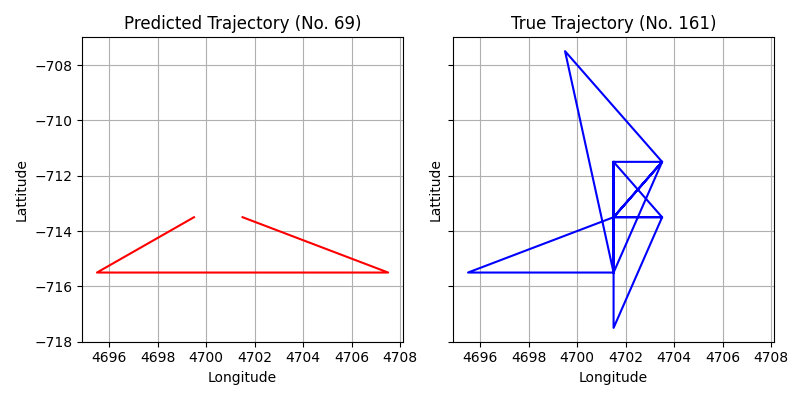 Predicted Trajectory (No. 69)
True Trajectory (No. 161)
Lattitude
−708
−710
−712
−714
−716
−718
4696 4698 4700 4702 4704 4706 4708
Longitude
Lattitude
4696 4698 4700 4702 4704 4706 4708
Longitude